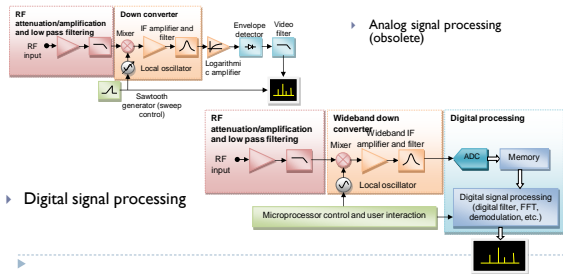 RF
attenuation/amplification
and low pass filtering
Down converter
Mixer
IF amplifier and
filter
RF
input
Local oscillator
Logarithmi
c amplifier
Envelope
detector
Video
filter
Sawtooth
generator (sweep
control)
Analog signal processing
(obsolete)
RF
attenuation/amplification
and low pass filtering
Wideband down
converter
Wideband IF
amplifier and filter
Digital processing
Mixer
RF
input
Local oscillator
ADC
Memory
Digital signal processing
(digital filter, FFT,
demodulation, etc.)
Microprocessor control and user interaction
Digital signal processing